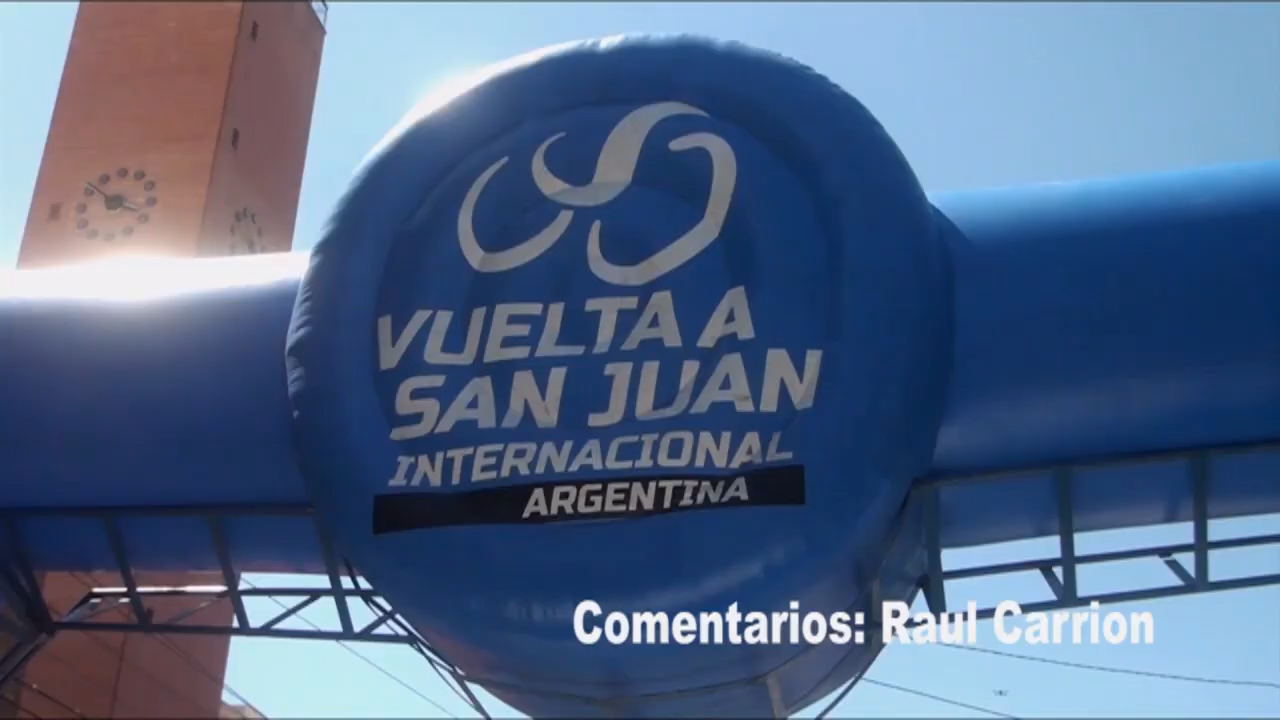 VUELTA A
SAN JUAN
INTERNACIONAL
ARGENTINA
Comentarios: Raul Carrion